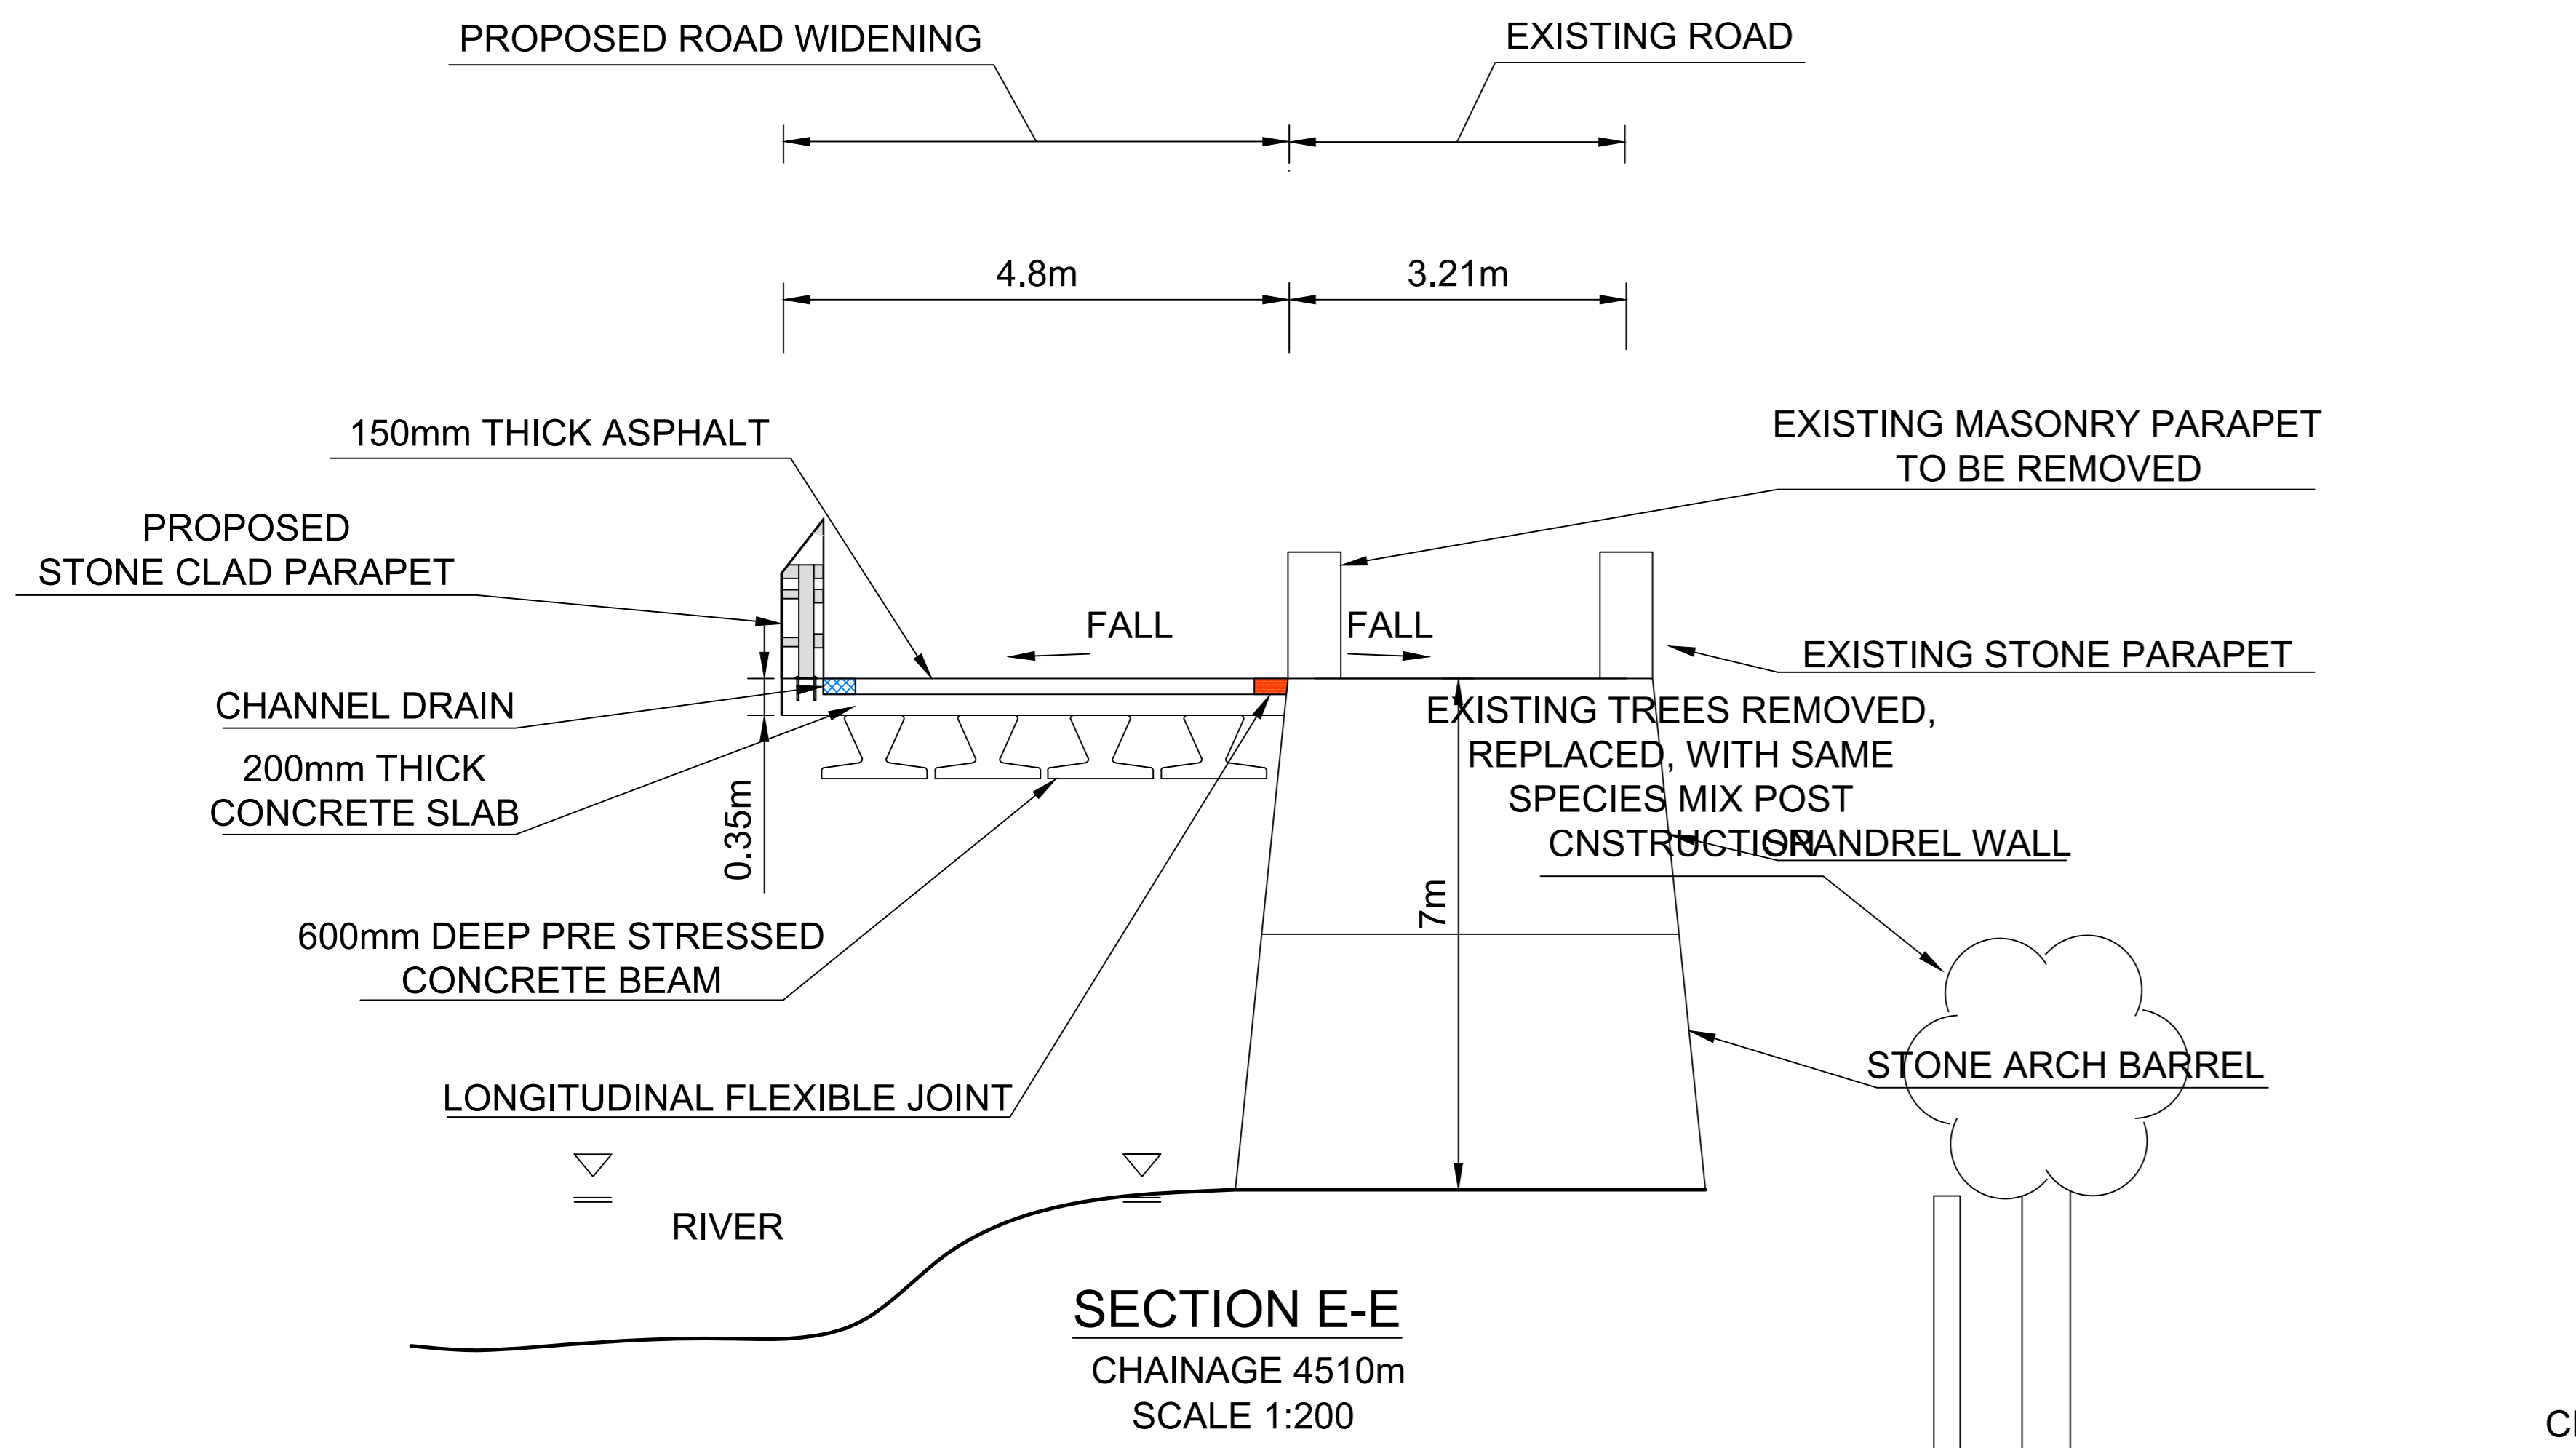 PROPOSED ROAD WIDENING
EXISTING ROAD
4.8m
3.21m
150mm THICK ASPHALT
EXISTING MASONRY PARAPET
TO BE REMOVED
PROPOSED
STONE CLAD PARAPET
FALL
FALL
EXISTING STONE PARAPET
CHANNEL DRAIN
EXISTING TREES REMOVED,
REPLACED, WITH SAME
SPECIES MIX POST
CNSTRUCTION
SPANDREL WALL
200mm THICK
CONCRETE SLAB
0.35m
7m
600mm DEEP PRE STRESSED
CONCRETE BEAM
STONE ARCH BARREL
LONGITUDINAL FLEXIBLE JOINT
RIVER
SECTION E-E
CHAINAGE 4510m
SCALE 1:200